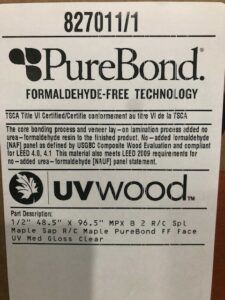 827011/1
PureBond®
FORMALDEHYDE-FREE TECHNOLOGY
TSCA Title VI Certified/Certifie conformement au titre VI de la TSCA
The core bonding process and veneer lay-on lamination process added no
urea-formaldehyde resin to the finished product. No-added formaldehyde
[NAF] panel as defined by USGBC Composite Wood Evaluation and compliant
for LEED 4.0, 4.1 This material also meets LEED 2009 requirements for
no-added urea-formaldehyde [NAUF] panel statement.
UVWOOD™
1/2" 48.5" X 96.5" MPX B 2 R/C Spl
Maple Sap R/C Maple PureBond FF Face
UV Med Gloss Clear